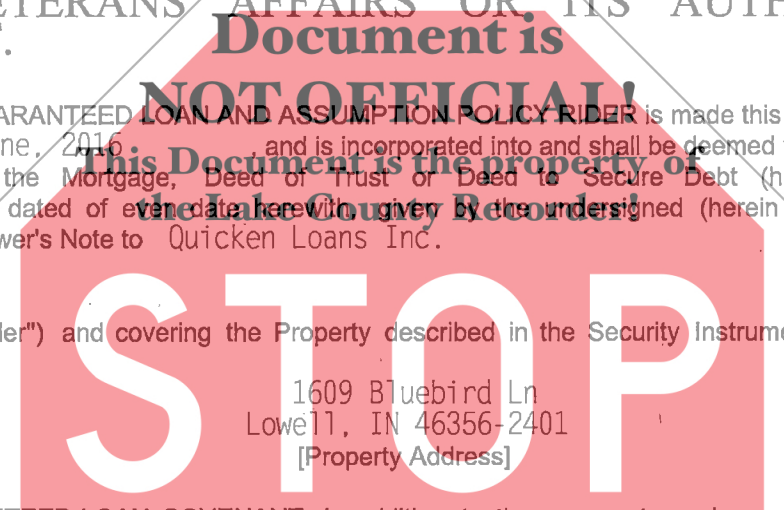 ETERANS AFFAIRS OR ITS AUTH
Document is
NOT OFFICIAL!
ARANTEED LOAN AND ASSUMPTION POLICY RIDER is made this
ne, 2016 , and is incorporated into and shall be deemed
This Document is the property of
the Mortgage, Deed of Trust or Deed to Secure Debt (h
dated of even date herewith, given by the undersigned (herein
the Lake County Recorder!
wer's Note to Quicken Loans Inc.
der") and covering the Property described in the Security Instrume
STOP
1609 Bluebird Ln
Lowell, IN 46356-2401
[Property Address]